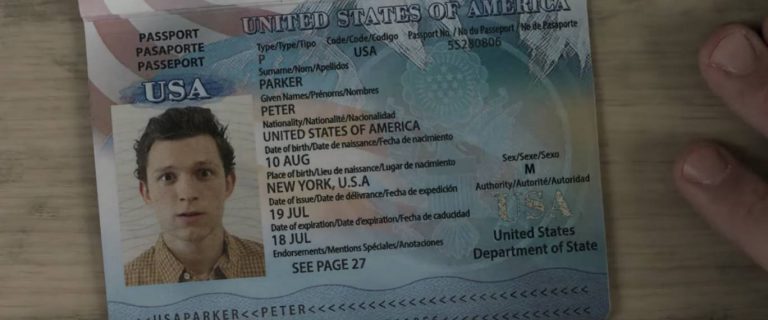 UNITED STATES OF AMERICA
PASSPORT
PASAPORTE
PASSEPORT
USA
Type/Type/Tipo
P
Code/Code/Codigo
USA
Passport No./No du Passeport/No de Pasaporte
55280806
Surname/Nom/Apellidos
PARKER
Given Names/Prénoms/Nombres
PETER
Nationality/Nationalité/Nacionalidad
UNITED STATES OF AMERICA
Date of birth/Date de naissance/Fecha de nacimiento
10 AUG
Place of birth/Lieu de naissance/Lugar de nacimiento
NEW YORK, U.S.A
Sex/Sexe/Sexo
M
Date of issue/Date de délivrance/Fecha de expedición
19 JUL
Authority/Autorité/Autoridad
USA
United States
Department of State
Date of expiration/Date d'expiration/Fecha de caducidad
18 JUL
Endorsements/Mentions Spéciales/Anotaciones
SEE PAGE 27
USAPARKER<<PETER<<<<<<<<<<<<<<<<